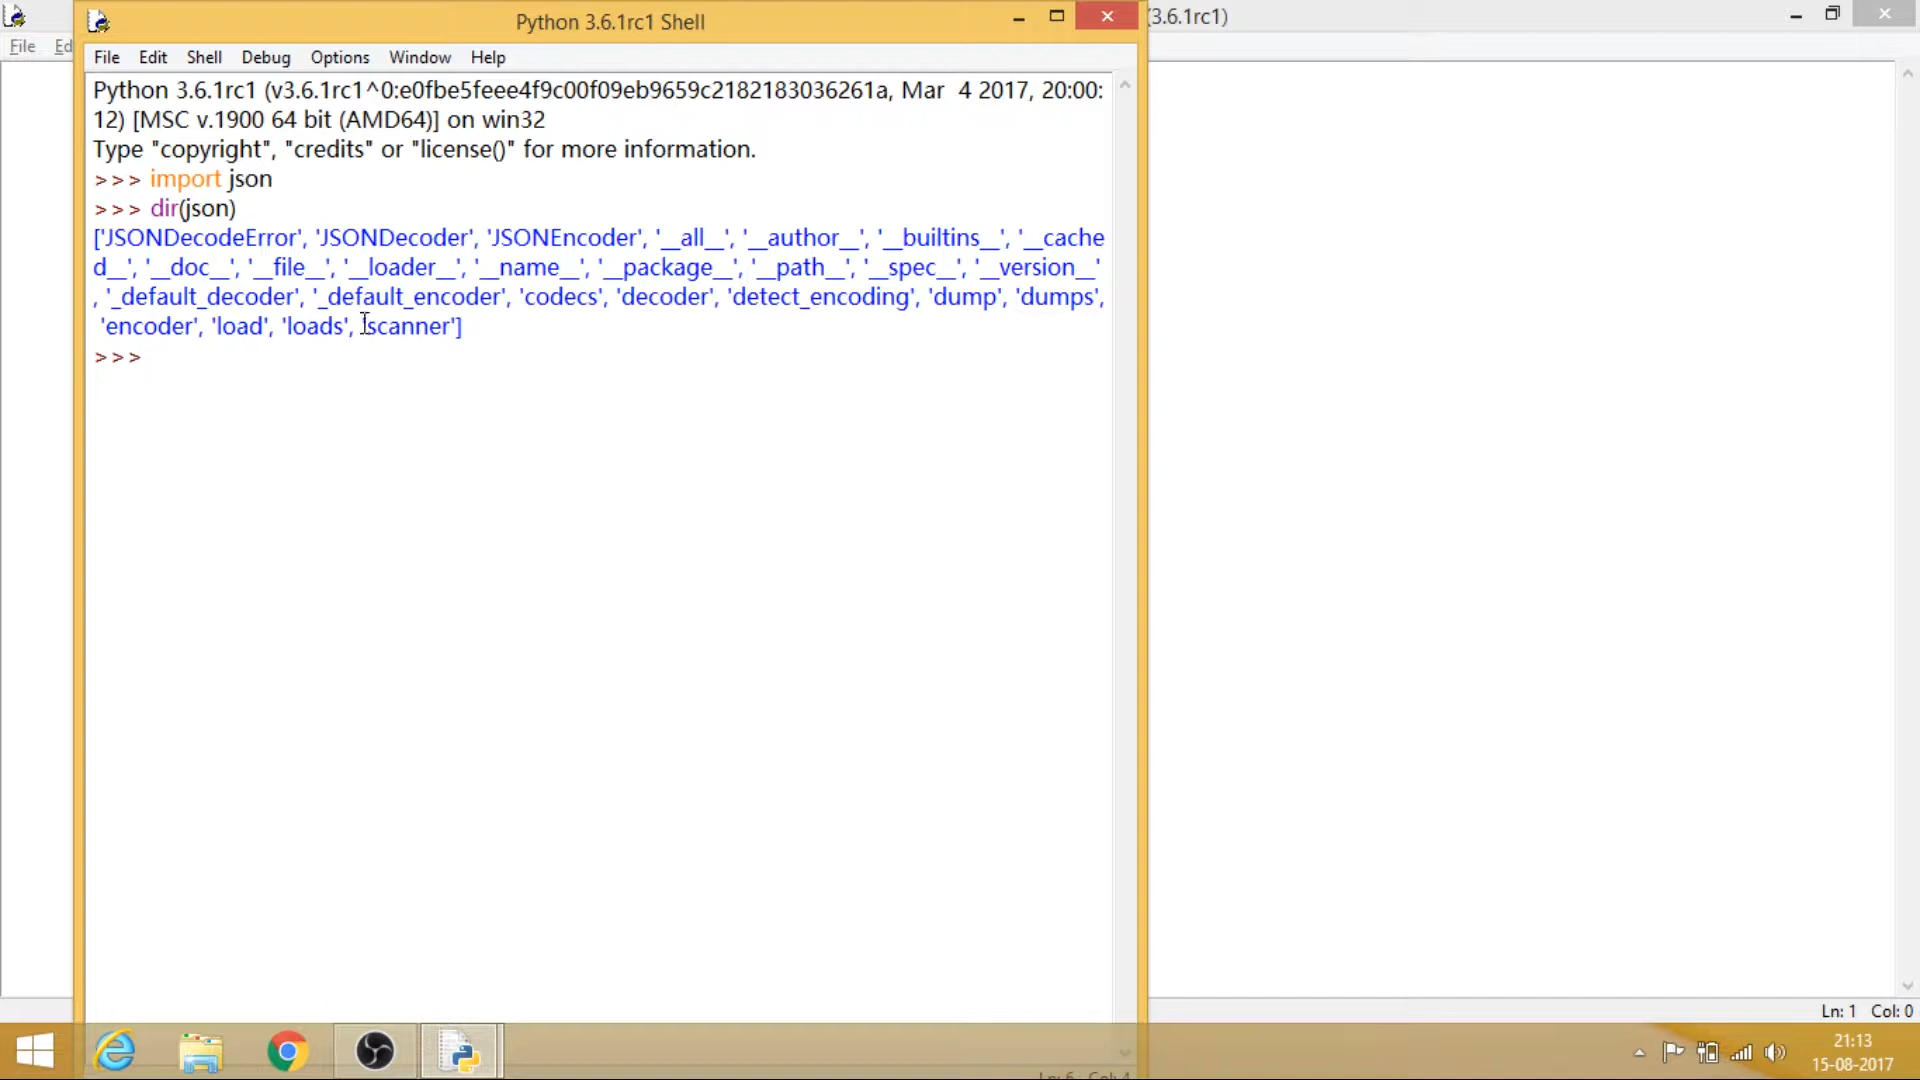 Python 3.6.1rc1 Shell
(3.6.1rc1)
File Ed
File Edit Shell Debug Options Window Help
Python 3.6.1rc1 (v3.6.1rc1^0:e0fbe5feee4f9c00f09eb9659c2182183036261a, Mar  4 2017, 20:00:
12) [MSC v.1900 64 bit (AMD64)] on win32
Type "copyright", "credits" or "license()" for more information.
>>> import json
>>> dir(json)
['JSONDecodeError', 'JSONDecoder', 'JSONEncoder', '__all__', '__author__', '__builtins__', '__cache
d__', '__doc__', '__file__', '__loader__', '__name__', '__package__', '__path__', '__spec__', '__version__'
, '_default_decoder', '_default_encoder', 'codecs', 'decoder', 'detect_encoding', 'dump', 'dumps',
'encoder', 'load', 'loads', 'scanner']
>>>
Ln: 1 Col: 0
Ln: 6 Col: 4
21:13
15-08-2017